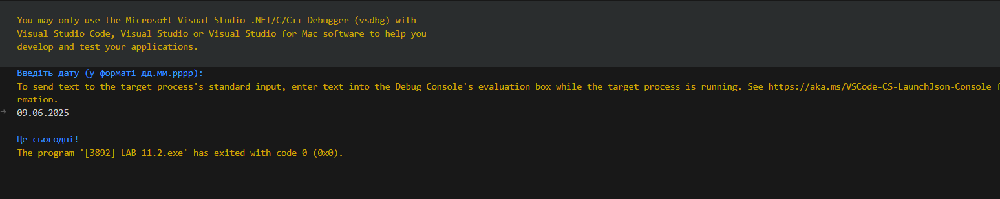 -------------------------------------------------------------------------------
You may only use the Microsoft Visual Studio .NET/C/C++ Debugger (vsdbg) with
Visual Studio Code, Visual Studio or Visual Studio for Mac software to help you
develop and test your applications.
-------------------------------------------------------------------------------
Введіть дату (у форматі дд.мм.рррр):
To send text to the target process's standard input, enter text into the Debug Console's evaluation box while the target process is running. See https://aka.ms/VSCode-CS-LaunchJson-Console f
rmation.
→ 09.06.2025
Це сьогодні!
The program '[3892] LAB 11.2.exe' has exited with code 0 (0x0).